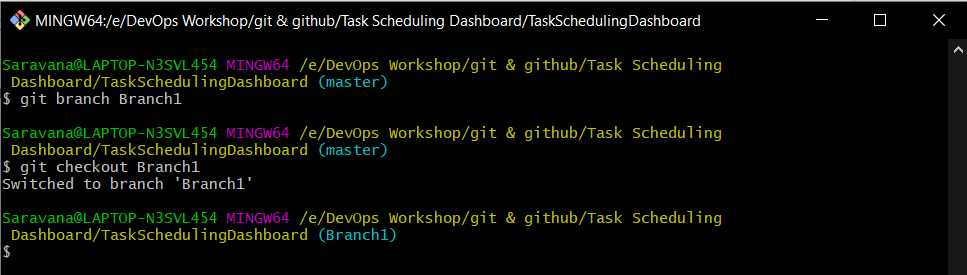 MINGW64:/e/DevOps Workshop/git & github/Task Scheduling Dashboard/TaskSchedulingDashboard
Saravana@LAPTOP-N3SVL454 MINGW64 /e/DevOps Workshop/git & github/Task Scheduling
Dashboard/TaskSchedulingDashboard (master)
$ git branch Branch1
Saravana@LAPTOP-N3SVL454 MINGW64 /e/DevOps Workshop/git & github/Task Scheduling
Dashboard/TaskSchedulingDashboard (master)
$ git checkout Branch1
Switched to branch 'Branch1'
Saravana@LAPTOP-N3SVL454 MINGW64 /e/DevOps Workshop/git & github/Task Scheduling
Dashboard/TaskSchedulingDashboard (Branch1)
$